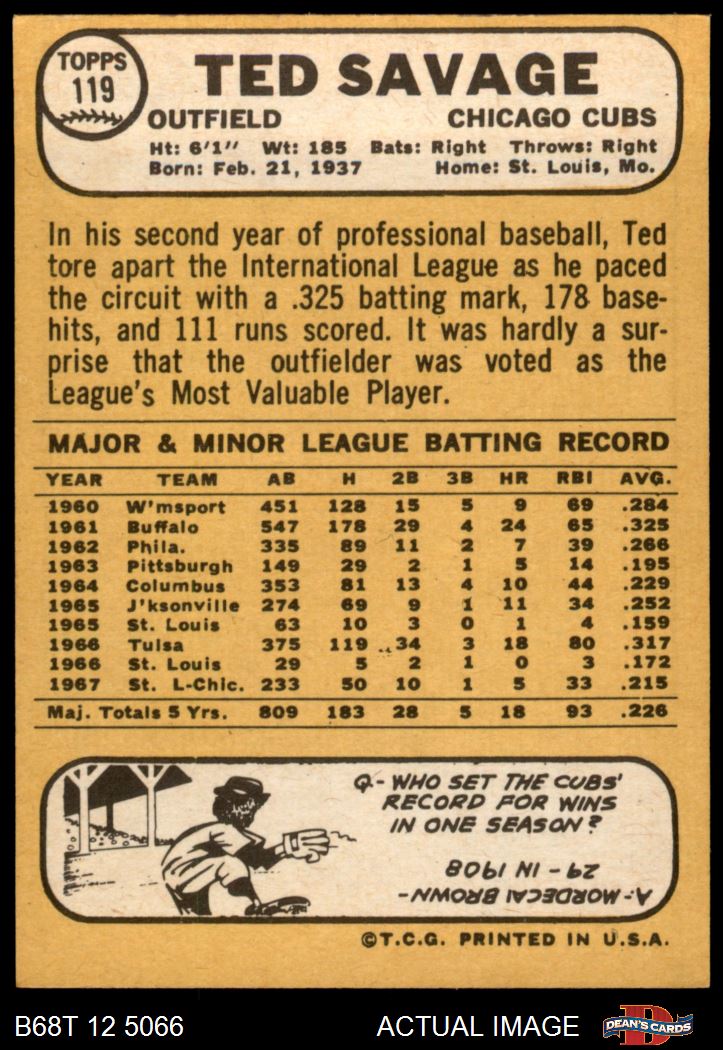 TOPPS
119
TED SAVAGE
OUTFIELD CHICAGO CUBS
Ht: 6'1" Wt: 185 Bats: Right Throws: Right
Born: Feb. 21, 1937 Home: St. Louis, Mo.
In his second year of professional baseball, Ted
tore apart the International League as he paced
the circuit with a .325 batting mark, 178 base-
hits, and 111 runs scored. It was hardly a sur-
prise that the outfielder was voted as the
League's Most Valuable Player.
MAJOR & MINOR LEAGUE BATTING RECORD
YEAR TEAM AB H 2B 3B HR RBI AVG.
1960 W'msport 451 128 15 5 9 69 .284
1961 Buffalo 547 178 29 4 24 65 .325
1962 Phila. 335 89 11 2 7 39 .266
1963 Pittsburgh 149 29 2 1 5 14 .195
1964 Columbus 353 81 13 4 10 44 .229
1965 J'ksonville 274 69 9 1 11 34 .252
1965 St. Louis 63 10 3 0 1 4 .159
1966 Tulsa 375 119 34 3 18 80 .317
1966 St. Louis 29 5 2 1 0 3 .172
1967 St. L-Chic. 233 50 10 1 5 33 .215
Maj. Totals 5 Yrs. 809 183 28 5 18 93 .226
Q- WHO SET THE CUBS'
RECORD FOR WINS
IN ONE SEASON?
A- MORDECAI BROWN-
29 - IN 1908
©T.C.G. PRINTED IN U.S.A.
B68T 12 5066 ACTUAL IMAGE DEAN'S CARDS